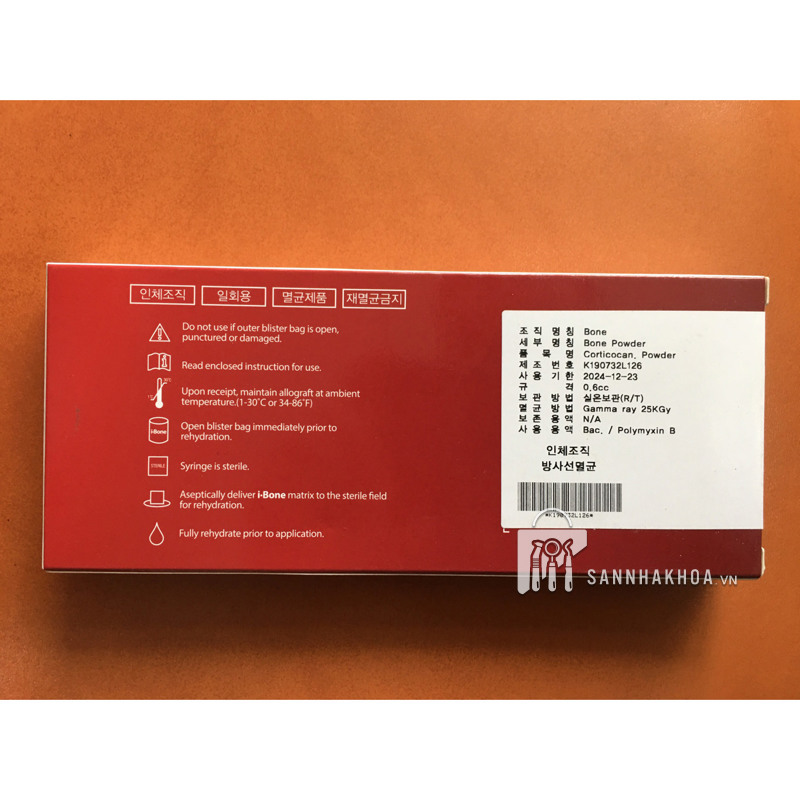 인체조직 일회용 멸균제품 재멸균금지
Do not use if outer blister bag is open,
punctured or damaged.
Read enclosed instruction for use.
Upon receipt, maintain allograft at ambient
temperature.(1-30˚C or 34-86˚F)
i-Bone
Open blister bag immediately prior to
rehydration.
STERILE
Syringe is sterile.
Aseptically deliver i-Bone matrix to the sterile field
for rehydration.
Fully rehydrate prior to application.
조 직 명 칭 Bone
세 부 명 칭 Bone Powder
품 목 명 Corticocan, Powder
제 조 번 호 K190732L126
사 용 기 한 2024-12-23
규 격 0.6cc
보 관 방 법 실온보관(R/T)
멸 균 방 법 Gamma ray 25KGy
보 존 용 액 N/A
사 용 용 액 Bac. / Polymyxin B
인체조직
방사선멸균
*K190732L126*
SANNHAKHOA.VN